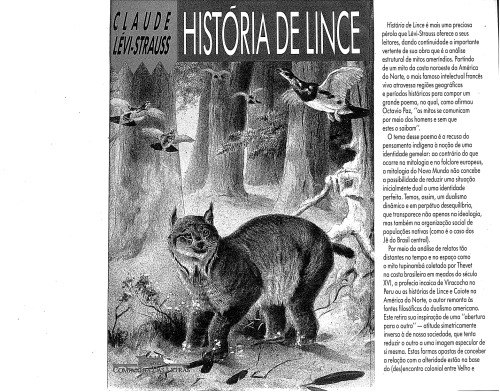 CLAUDE
LÉVI-STRAUSS
HISTÓRIA DE LINCE
História de Lince é mais uma preciosa
pérola que Lévi-Strauss oferece a seus
leitores, dando continuidade a importante
vertente de sua obra que é a análise
estrutural de mitos ameríndios. Partindo
de um mito da costa noroeste da América
do Norte, o mais famoso intelectual francês
vivo atravessa regiões geográficas
e períodos históricos para compor um
grande poema, no qual, como afirmou
Octavio Paz, "os mitos se comunicam
por meio dos homens e sem que
estes o saibam".
O tema desse poema é a recusa do
pensamento indígena à noção de uma
identidade gemelar: ao contrário do que
ocorre na mitologia e no folclore europeus,
a mitologia do Novo Mundo não concebe
a possibilidade de reduzir uma situação
inicialmente dual a uma identidade
perfeita. Temos, assim, um dualismo
dinâmico e em perpétuo desequilíbrio,
que transparece não apenas na ideologia,
mas também na organização social de
populações nativas (como é o caso dos
Jê do Brasil central).
Por meio da análise de relatos tão
distantes no tempo e no espaço como
o mito tupinambá coletado por Thevet
na costa brasileira em meados do século
XVI, a profecia incaica de Viracocha no
Peru ou as histórias de Lince e Coiote na
América do Norte, o autor remonta às
fontes filosóficas do dualismo americano.
Este retira sua inspiração de uma "abertura
para o outro" — atitude simetricamente
inversa à de nossa sociedade, que tenta
reduzir o outro a uma imagem especular de
si mesma. Estas formas opostas de conceber
a relação com a alteridade estão na base
do (des)encontro colonial entre Velho e